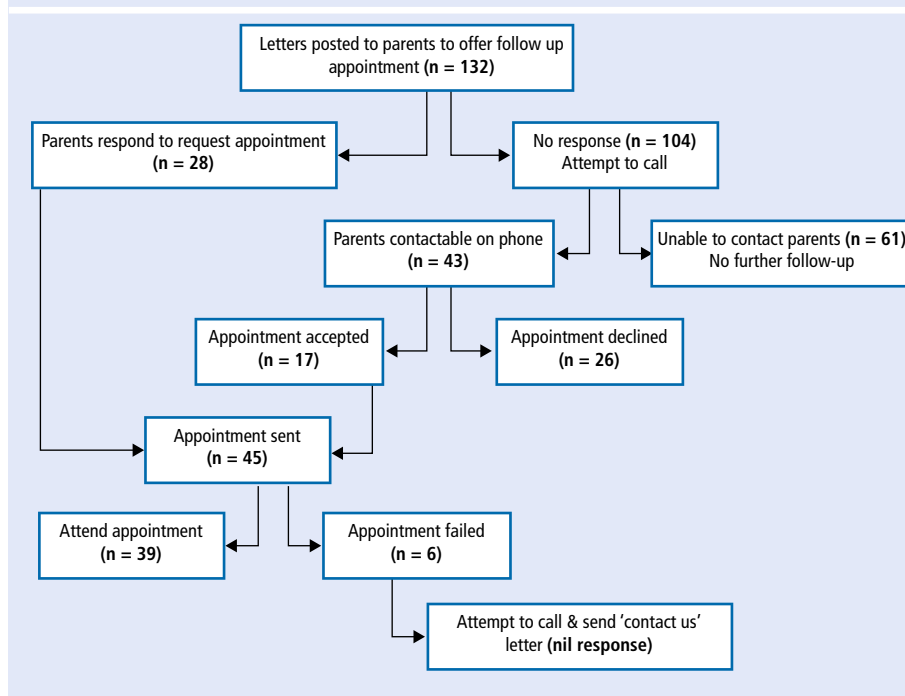 Letters posted to parents to offer follow up
appointment (n = 132)
Parents respond to request appointment
(n = 28)
No response (n = 104)
Attempt to call
Parents contactable on phone
(n = 43)
Unable to contact parents (n = 61)
No further follow-up
Appointment accepted
(n = 17)
Appointment declined
(n = 26)
Appointment sent
(n = 45)
Attend appointment
(n = 39)
Appointment failed
(n = 6)
Attempt to call & send ‘contact us’
letter (nil response)